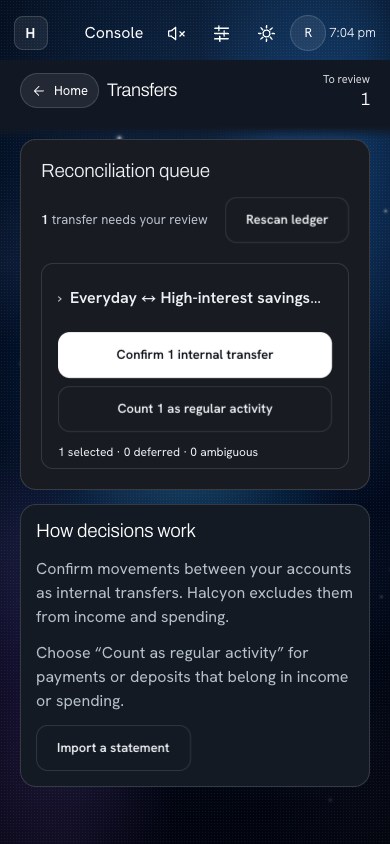 H
Console
R
7:04 pm
← Home
Transfers
To review
1
Reconciliation queue
1 transfer needs your review
Rescan ledger
› Everyday ↔ High-interest savings...
Confirm 1 internal transfer
Count 1 as regular activity
1 selected · 0 deferred · 0 ambiguous
How decisions work
Confirm movements between your accounts
as internal transfers. Halcyon excludes them
from income and spending.
Choose “Count as regular activity” for
payments or deposits that belong in income
or spending.
Import a statement